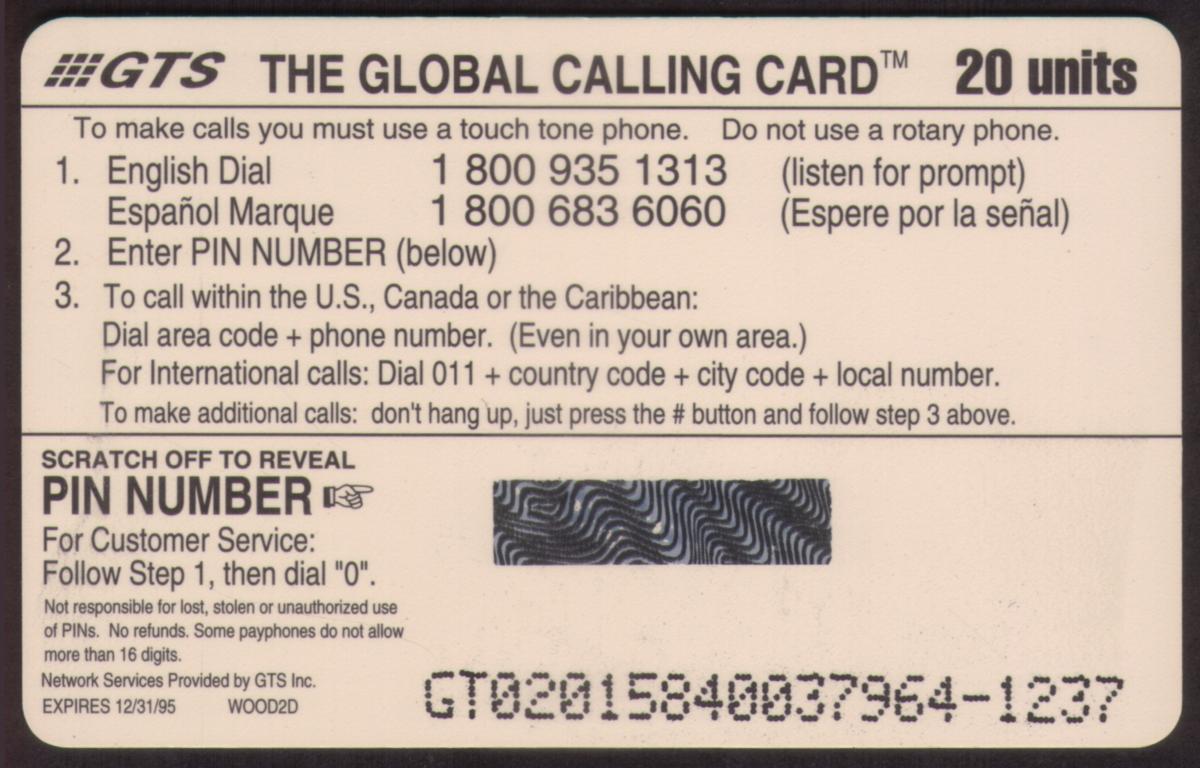 GTS THE GLOBAL CALLING CARD™ 20 units
To make calls you must use a touch tone phone. Do not use a rotary phone.
1. English Dial 1 800 935 1313 (listen for prompt)
Español Marque 1 800 683 6060 (Espere por la señal)
2. Enter PIN NUMBER (below)
3. To call within the U.S., Canada or the Caribbean:
Dial area code + phone number. (Even in your own area.)
For International calls: Dial 011 + country code + city code + local number.
To make additional calls: don't hang up, just press the # button and follow step 3 above.
SCRATCH OFF TO REVEAL
PIN NUMBER
For Customer Service:
Follow Step 1, then dial "0".
Not responsible for lost, stolen or unauthorized use
of PINs. No refunds. Some payphones do not allow
more than 16 digits.
Network Services Provided by GTS Inc.
EXPIRES 12/31/95 WOOD2D
GT02015840037964-1237